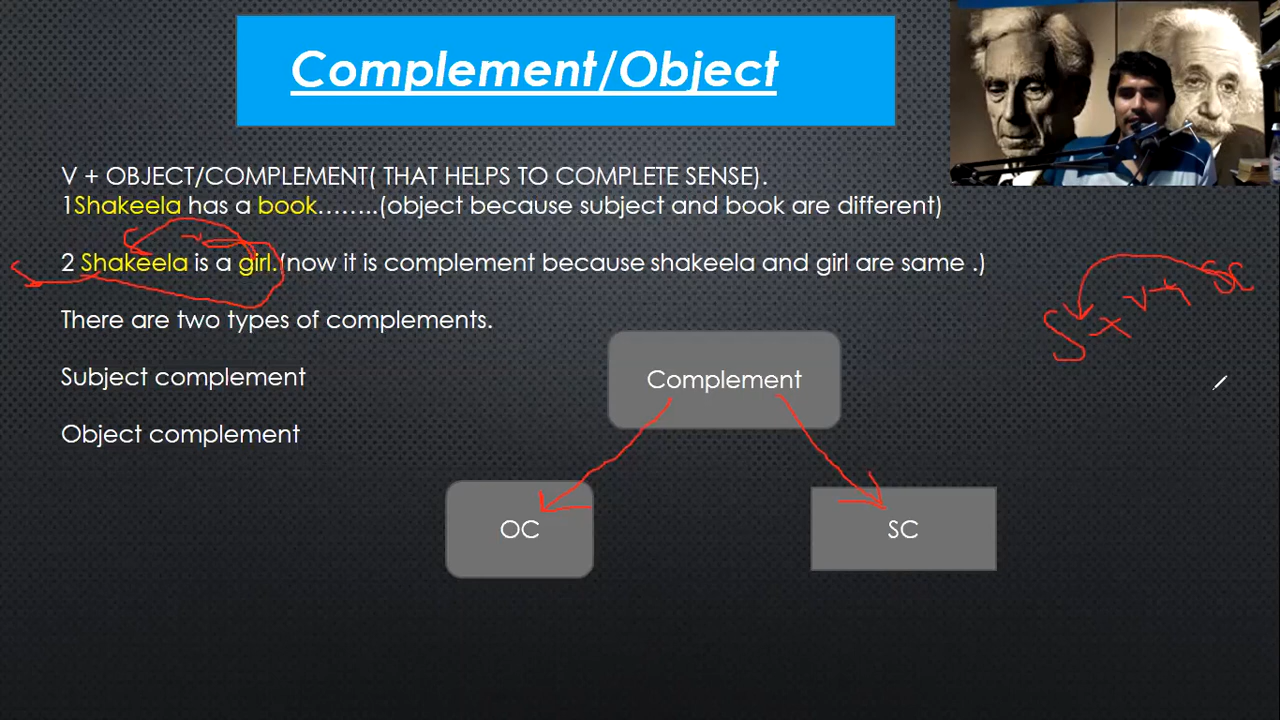 Complement/Object
V + OBJECT/COMPLEMENT( THAT HELPS TO COMPLETE SENSE).
1Shakeela has a book........(object because subject and book are different)
2 Shakeela is a girl.(now it is complement because shakeela and girl are same .)
There are two types of complements.
Subject complement
Object complement
S + V + SC
Complement
OC
SC